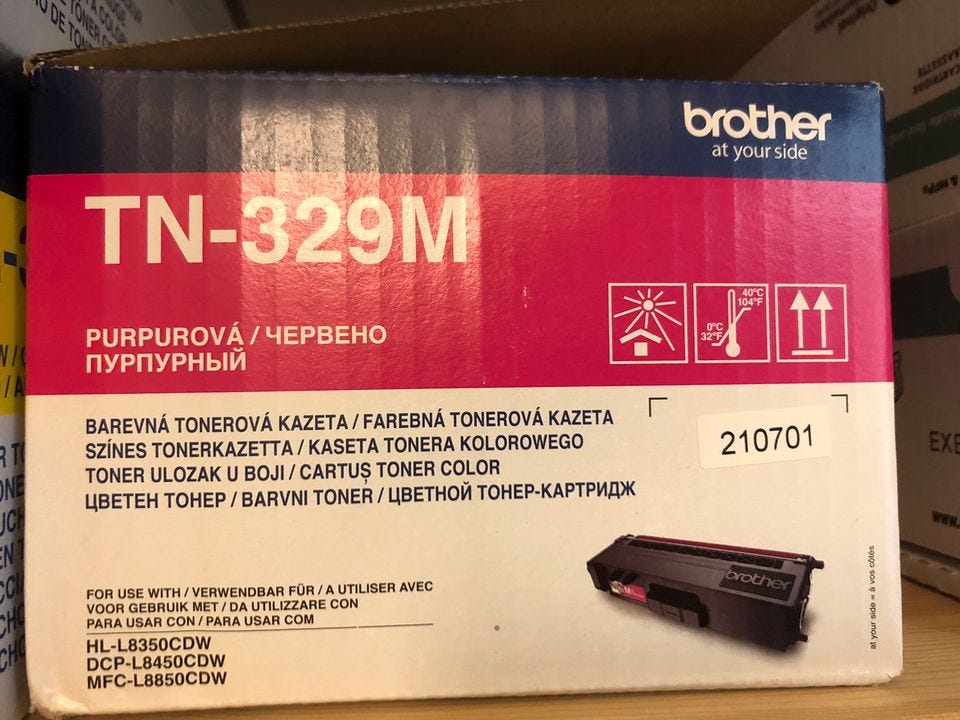 brother
at your side
TN-329M
PURPUROVÁ / ЧЕРВЕНО
ПУРПУРНЫЙ
40°C
104°F
0°C
32°F
BAREVNÁ TONEROVÁ KAZETA / FAREBNÁ TONEROVÁ KAZETA
SZÍNES TONERKAZETTA / KASETA TONERA KOLOROWEGO
TONER ULOZAK U BOJI / CARTUȘ TONER COLOR
ЦВЕТЕН ТОНЕР / BARVNI TONER / ЦВЕТНОЙ ТОНЕР-КАРТРИДЖ
210701
brother
M
FOR USE WITH / VERWENDBAR FÜR / A UTILISER AVEC
VOOR GEBRUIK MET / DA UTILIZZARE CON
PARA USAR CON / PARA USAR COM
HL-L8350CDW
DCP-L8450CDW
MFC-L8850CDW
at your side = à vos côtés